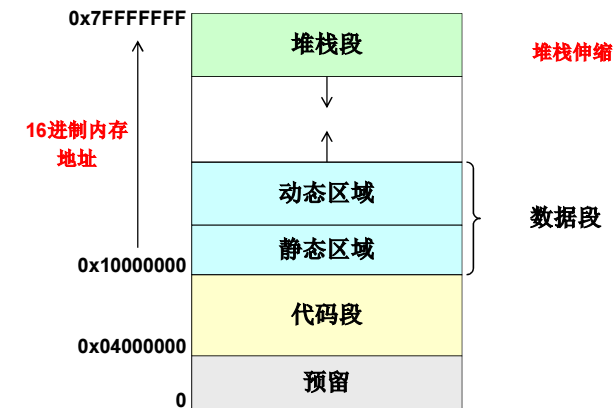 0x7FFFFFFF
堆栈段
堆栈伸缩
16进制内存
地址
动态区域
数据段
静态区域
0x10000000
代码段
0x04000000
预留
0